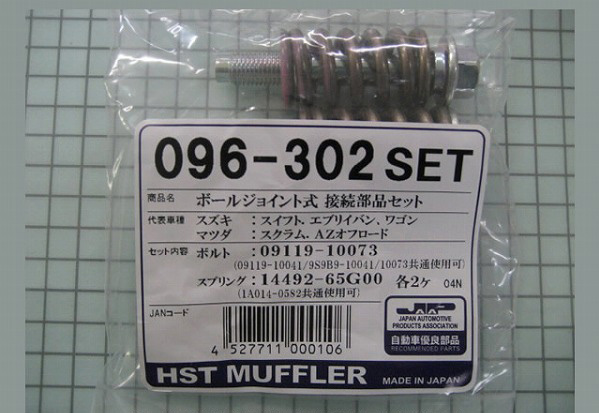 096-302 SET
商品名 ボールジョイント式 接続部品セット
代表車種 スズキ：スイフト、エブリイバン、ワゴン
マツダ：スクラム、AZオフロード
セット内容 ボルト：09119-10073
(09119-10041/9S9B9-10041/10073共通使用可)
スプリング：14492-65G00 各2ケ 04N
(1A014-0582共通使用可)
JANコード
JAPAN AUTOMOTIVE
PRODUCTS ASSOCIATION
自動車優良部品
RECOMMENDED PARTS
4 527711 000106
HST MUFFLER MADE IN JAPAN